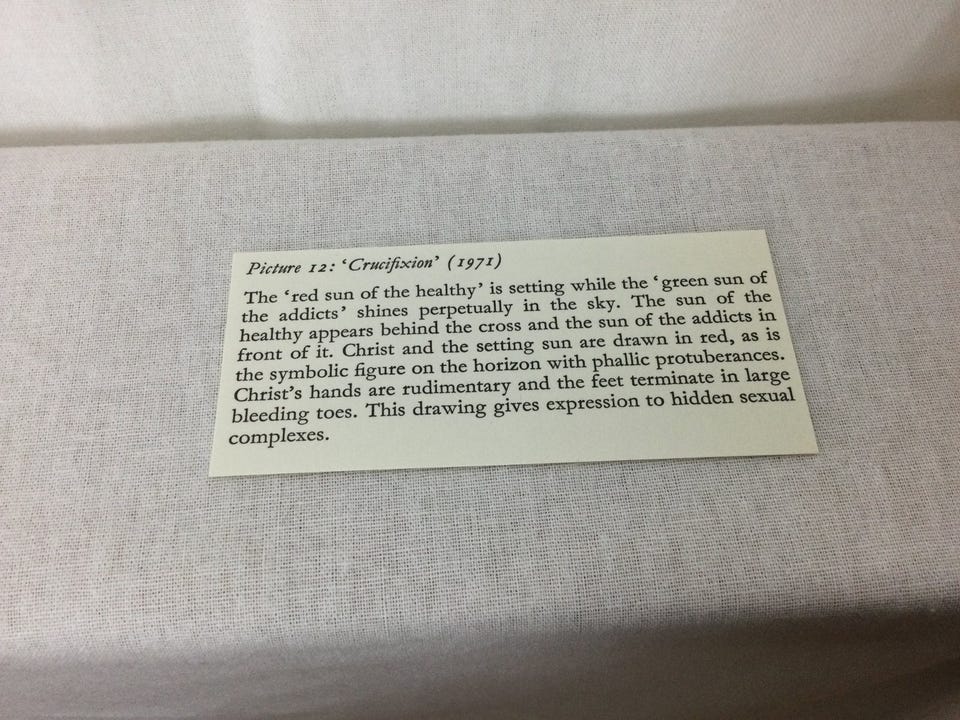 Picture 12: ‘Crucifixion’ (1971)
The ‘red sun of the healthy’ is setting while the ‘green sun of
the addicts’ shines perpetually in the sky. The sun of the
healthy appears behind the cross and the sun of the addicts in
front of it. Christ and the setting sun are drawn in red, as is
the symbolic figure on the horizon with phallic protuberances.
Christ’s hands are rudimentary and the feet terminate in large
bleeding toes. This drawing gives expression to hidden sexual
complexes.